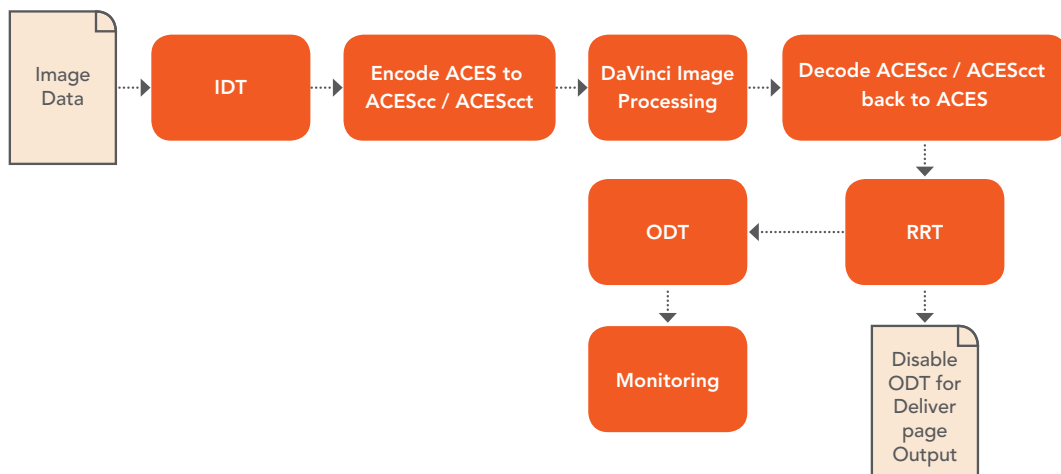 Image
Data
IDT
Encode ACES to
ACEScc / ACEScct
DaVinci Image
Processing
Decode ACEScc / ACEScct
back to ACES
ODT
RRT
Monitoring
Disable
ODT for
Deliver
page
Output